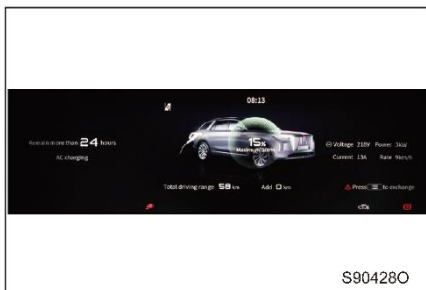 08:13
Remain more than 24 hours
AC charging
15%
Voltage 218V Power 3kW
Current 13A Rate 9km/h
Total driving range 58 km Add 0 km
Press to exchange
S90428O